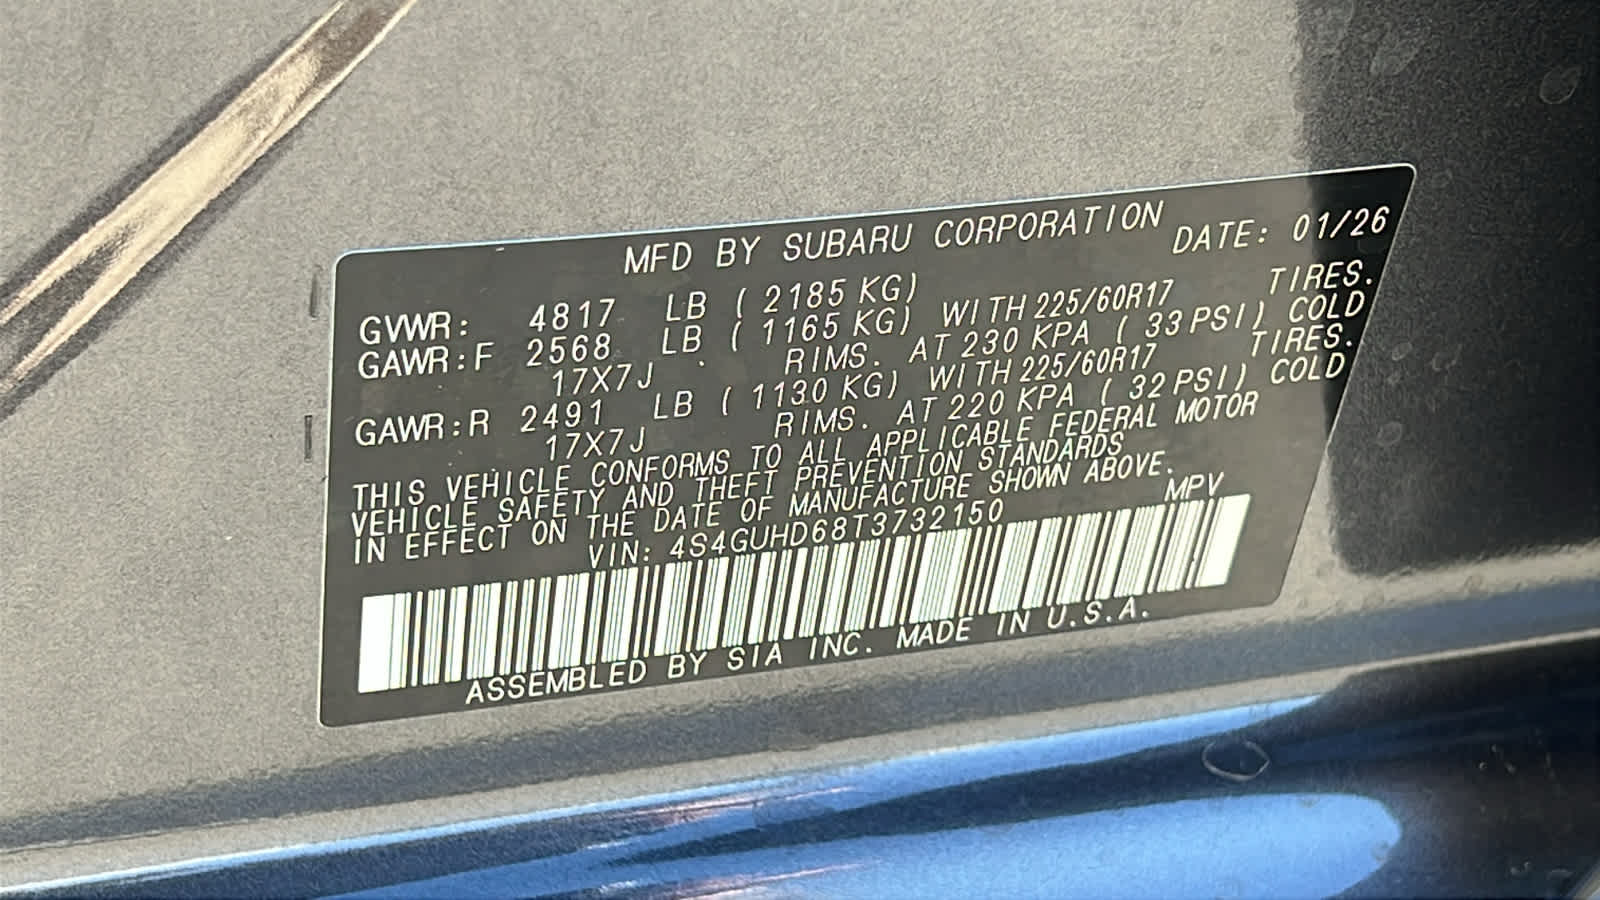 MFD BY SUBARU CORPORATION
DATE: 01/26
GVWR: 4817 LB ( 2185 KG)
GAWR:F 2568 LB ( 1165 KG) WITH 225/60R17 TIRES.
17X7J RIMS. AT 230 KPA ( 33 PSI) COLD
GAWR:R 2491 LB ( 1130 KG) WITH 225/60R17 TIRES.
17X7J RIMS. AT 220 KPA ( 32 PSI) COLD
THIS VEHICLE CONFORMS TO ALL APPLICABLE FEDERAL MOTOR
VEHICLE SAFETY AND THEFT PREVENTION STANDARDS
IN EFFECT ON THE DATE OF MANUFACTURE SHOWN ABOVE.
VIN: 4S4GUHD68T3732150 MPV
ASSEMBLED BY SIA INC. MADE IN U.S.A.